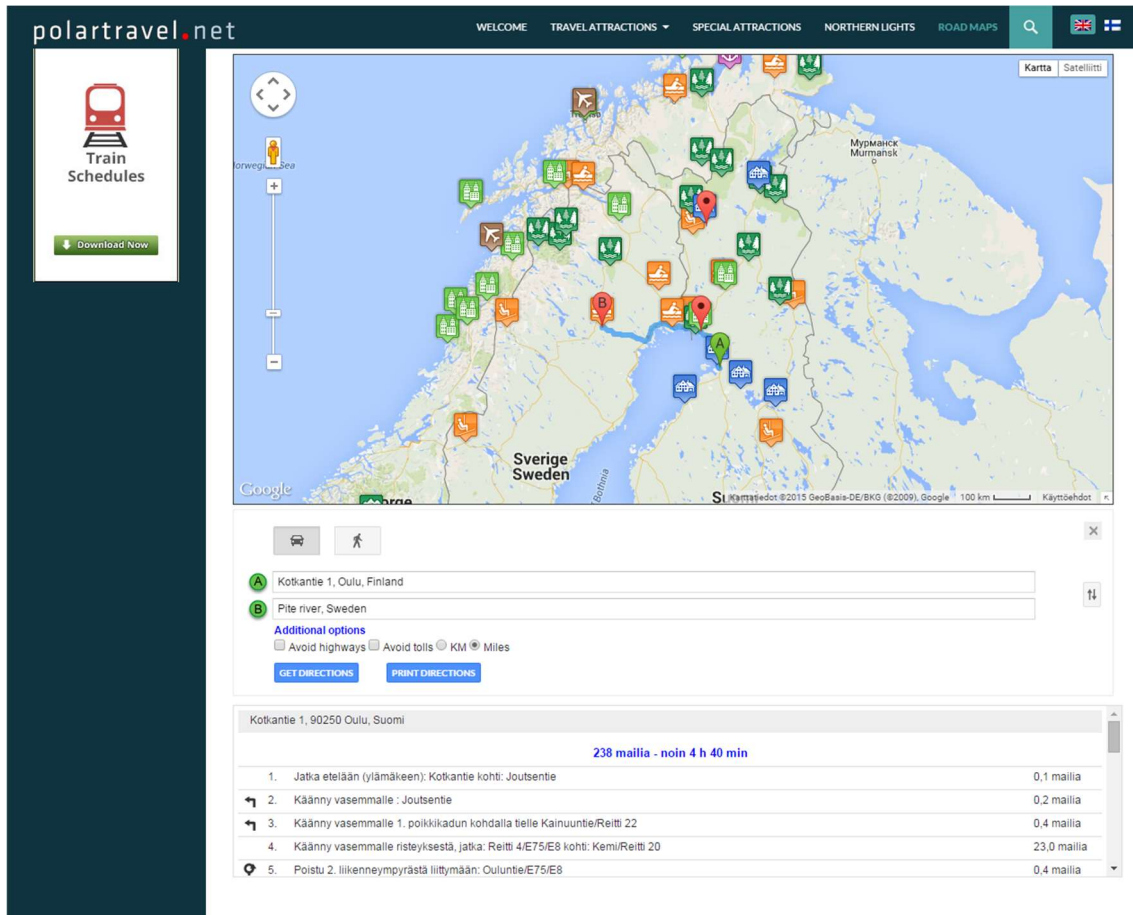 polartravel.net
WELCOME TRAVEL ATTRACTIONS SPECIAL ATTRACTIONS NORTHERN LIGHTS ROAD MAPS
Train
Schedules
Download Now
Kartta Satelliitti
Мурманск
Murmansk
Sea
Sverige
Sweden
Bothnia
Google
Karttatiedot ©2015 GeoBasis-DE/BKG (©2009), Google 100 km Käyttöehdot
A Kotkantie 1, Oulu, Finland
B Pite river, Sweden
Additional options
Avoid highways Avoid tolls KM Miles
GET DIRECTIONS PRINT DIRECTIONS
Kotkantie 1, 90250 Oulu, Suomi
238 mailia - noin 4 h 40 min
1. Jatka etelään (ylämäkeen): Kotkantie kohti: Joutsentie 0,1 mailia
2. Käänny vasemmalle : Joutsentie 0,2 mailia
3. Käänny vasemmalle 1. poikkikadun kohdalla tielle Kainuuntie/Reitti 22 0,4 mailia
4. Käänny vasemmalle risteyksestä, jatka: Reitti 4/E75/E8 kohti: Kemi/Reitti 20 23,0 mailia
5. Poistu 2. liikenneympyrästä liittymään: Ouluntie/E75/E8 0,4 mailia